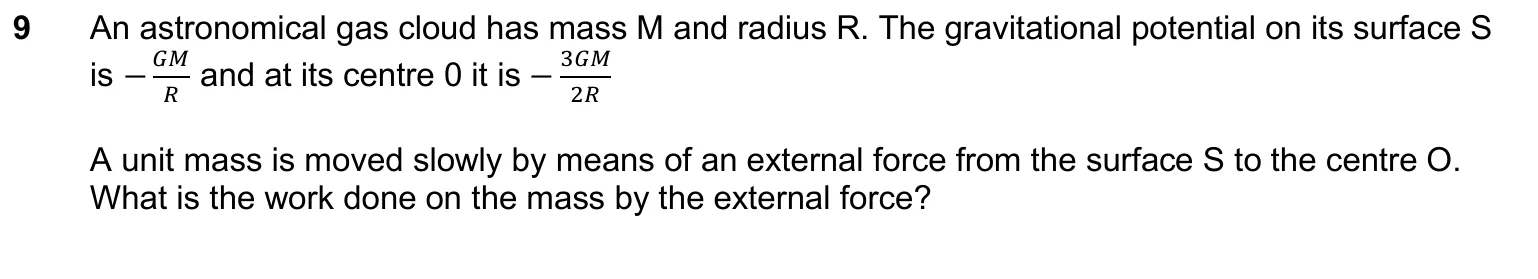 9 An astronomical gas cloud has mass M and radius R. The gravitational potential on its surface S
is −GM/R and at its centre 0 it is −3GM/2R
A unit mass is moved slowly by means of an external force from the surface S to the centre O.
What is the work done on the mass by the external force?